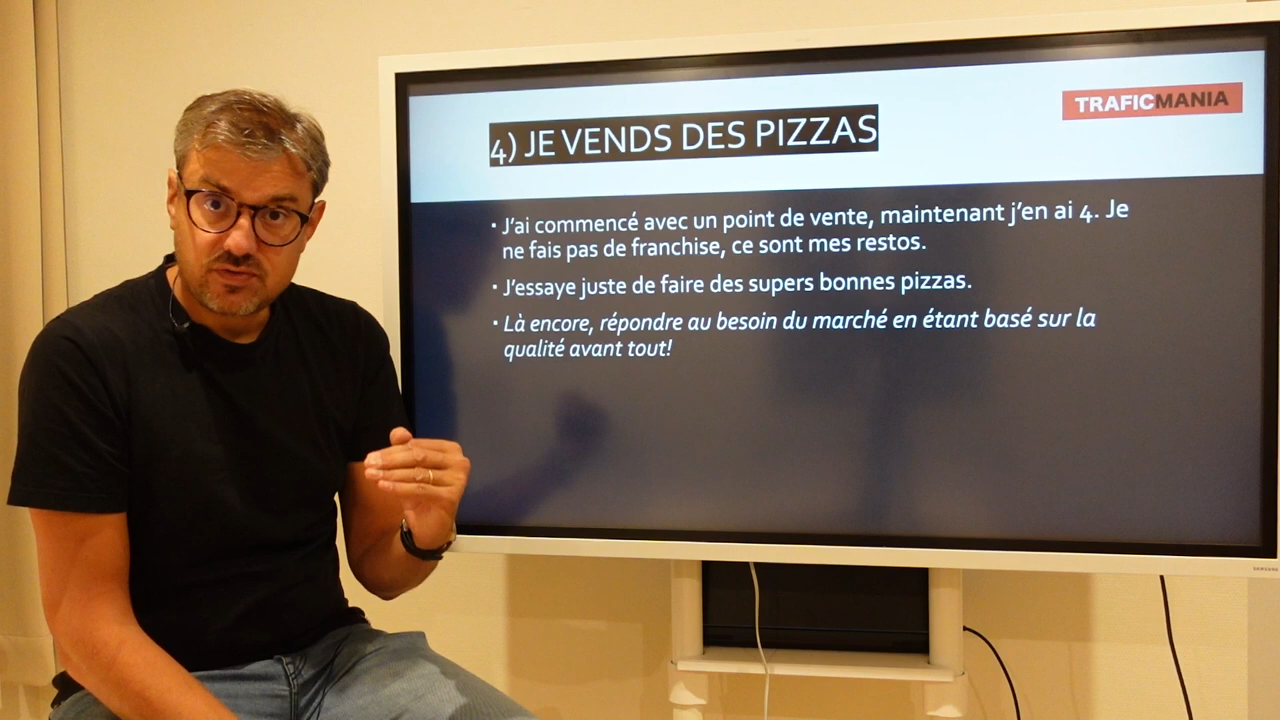 TRAFICMANIA
4) JE VENDS DES PIZZAS
· J'ai commencé avec un point de vente, maintenant j'en ai 4. Je
ne fais pas de franchise, ce sont mes restos.
· J'essaye juste de faire des supers bonnes pizzas.
· Là encore, répondre au besoin du marché en étant basé sur la
qualité avant tout!
SAMSUNG